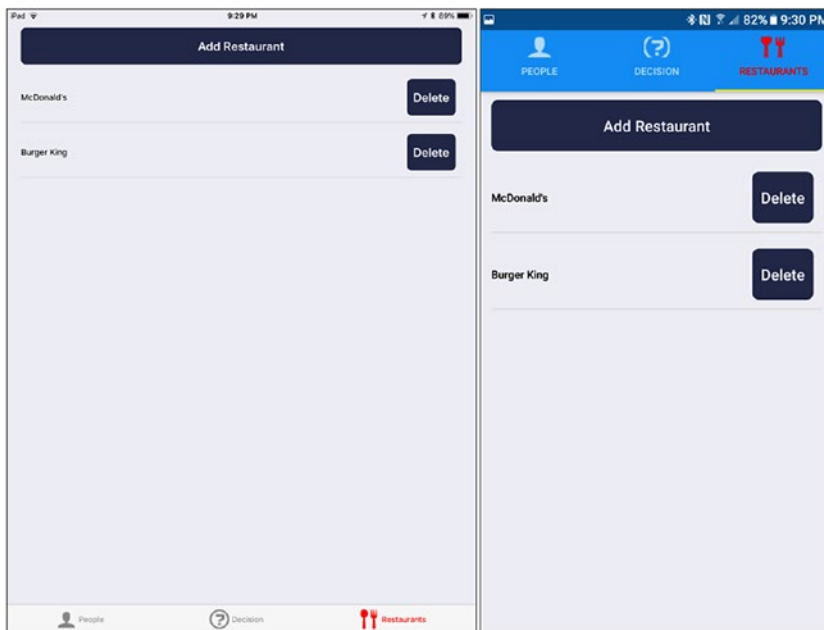 iPad 9:29 PM 89%
Add Restaurant
McDonald's Delete
Burger King Delete
People Decision Restaurants
82% 9:30 PM
PEOPLE DECISION RESTAURANTS
Add Restaurant
McDonald's Delete
Burger King Delete